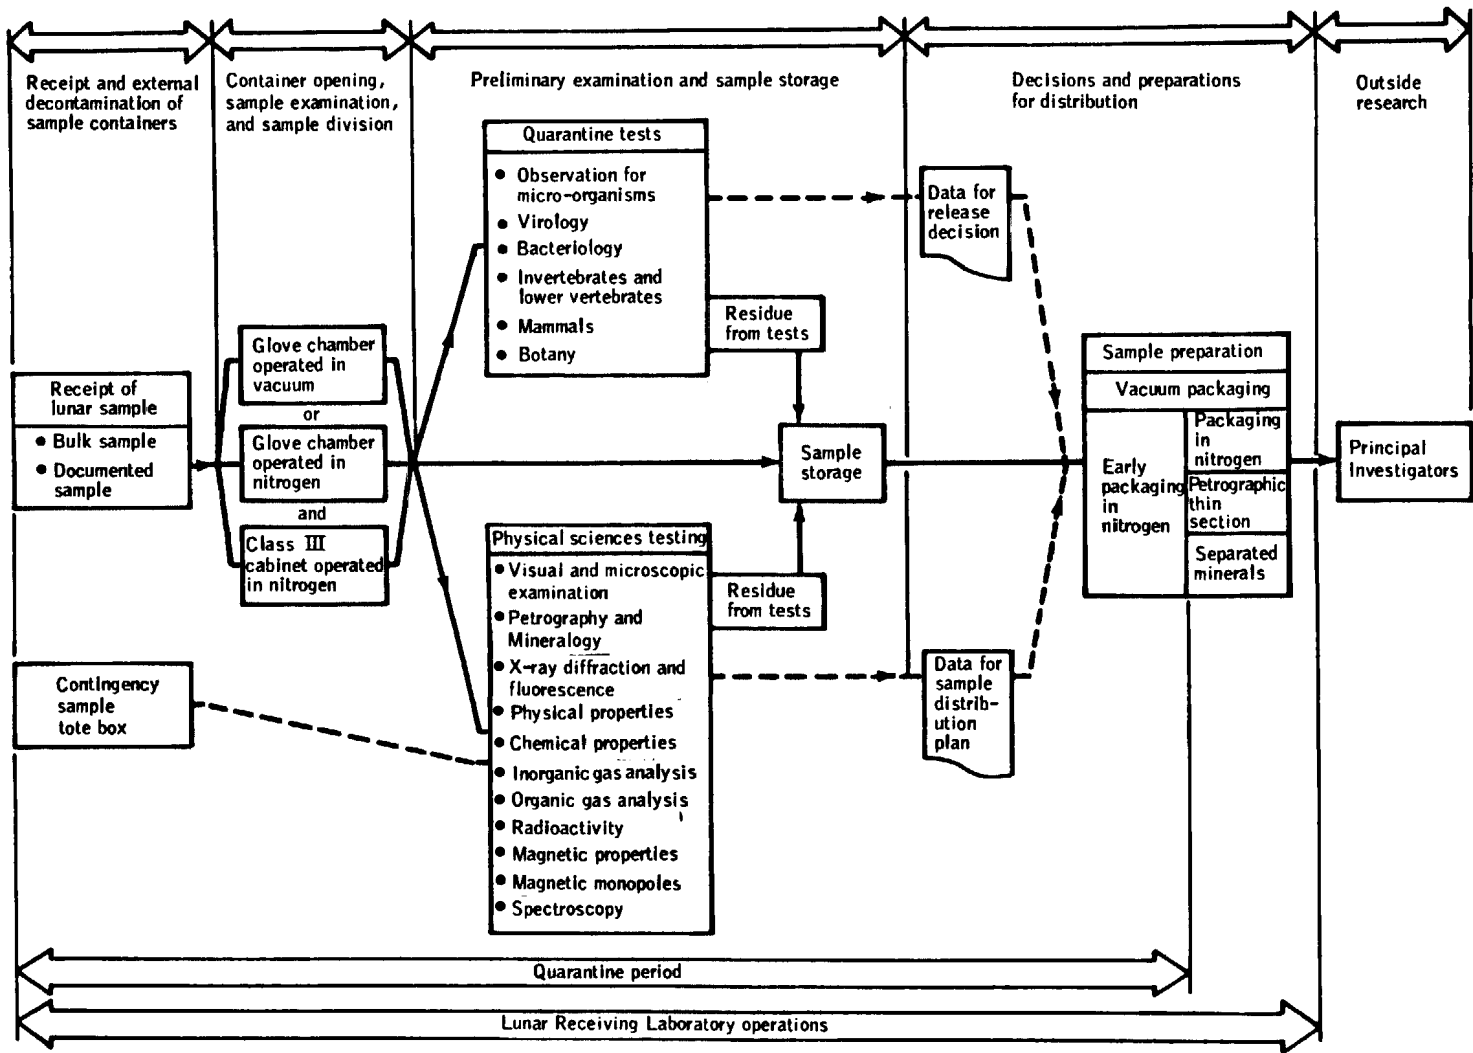 Receipt and external
decontamination of
sample containers
Container opening,
sample examination,
and sample division
Preliminary examination and sample storage
Decisions and preparations
for distribution
Outside
research
Quarantine tests
• Observation for
micro-organisms
• Virology
• Bacteriology
• Invertebrates and
lower vertebrates
• Mammals
• Botany
Residue
from tests
Data for
release
decision
Receipt of
lunar sample
• Bulk sample
• Documented
sample
Glove chamber
operated in
vacuum
or
Glove chamber
operated in
nitrogen
and
Class III
cabinet operated
in nitrogen
Sample
storage
Sample preparation
Vacuum packaging
Early
packaging
in
nitrogen
Packaging
in
nitrogen
Petrographic
thin
section
Separated
minerals
Principal
Investigators
Contingency
sample
tote box
Physical sciences testing
• Visual and microscopic
examination
• Petrography and
Mineralogy
• X-ray diffraction and
fluorescence
• Physical properties
• Chemical properties
• Inorganic gas analysis
• Organic gas analysis
• Radioactivity
• Magnetic properties
• Magnetic monopoles
• Spectroscopy
Residue
from tests
Data for
sample
distrib-
ution
plan
Quarantine period
Lunar Receiving Laboratory operations